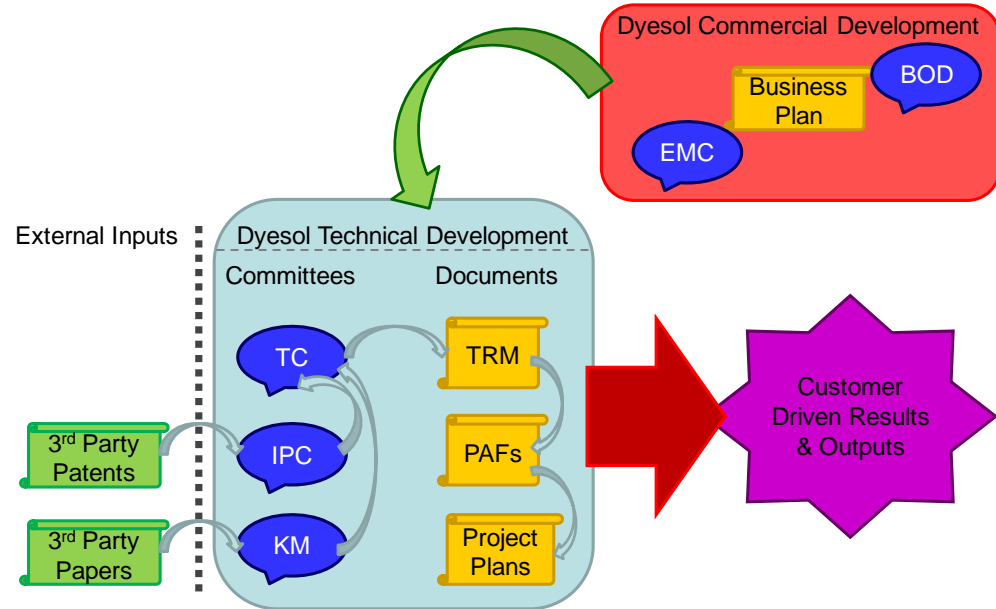 Dyesol Commercial Development
BOD
Business
Plan
EMC
External Inputs
Dyesol Technical Development
Committees
Documents
TC
TRM
Customer
Driven Results
& Outputs
3rd Party
Patents
IPC
PAFs
3rd Party
Papers
KM
Project
Plans